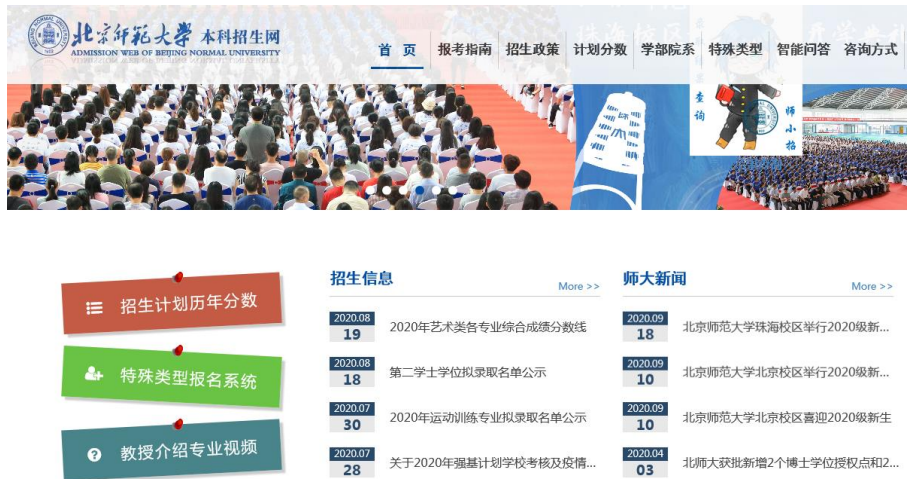 北京师范大学 本科招生网
ADMISSION WEB OF BEIJING NORMAL UNIVERSITY
首 页 报考指南 招生政策 计划分数 学部院系 特殊类型 智能问答 咨询方式
查询
师小招
招生计划历年分数
特殊类型报名系统
教授介绍专业视频
招生信息
More >>
2020.08
19
2020年艺术类各专业综合成绩分数线
2020.08
18
第二学士学位拟录取名单公示
2020.07
30
2020年运动训练专业拟录取名单公示
2020.07
28
关于2020年强基计划学校考核及疫情...
师大新闻
More >>
2020.09
18
北京师范大学珠海校区举行2020级新...
2020.09
10
北京师范大学北京校区举行2020级新...
2020.09
10
北京师范大学北京校区喜迎2020级新生
2020.04
03
北师大获批新增2个博士学位授权点和2...